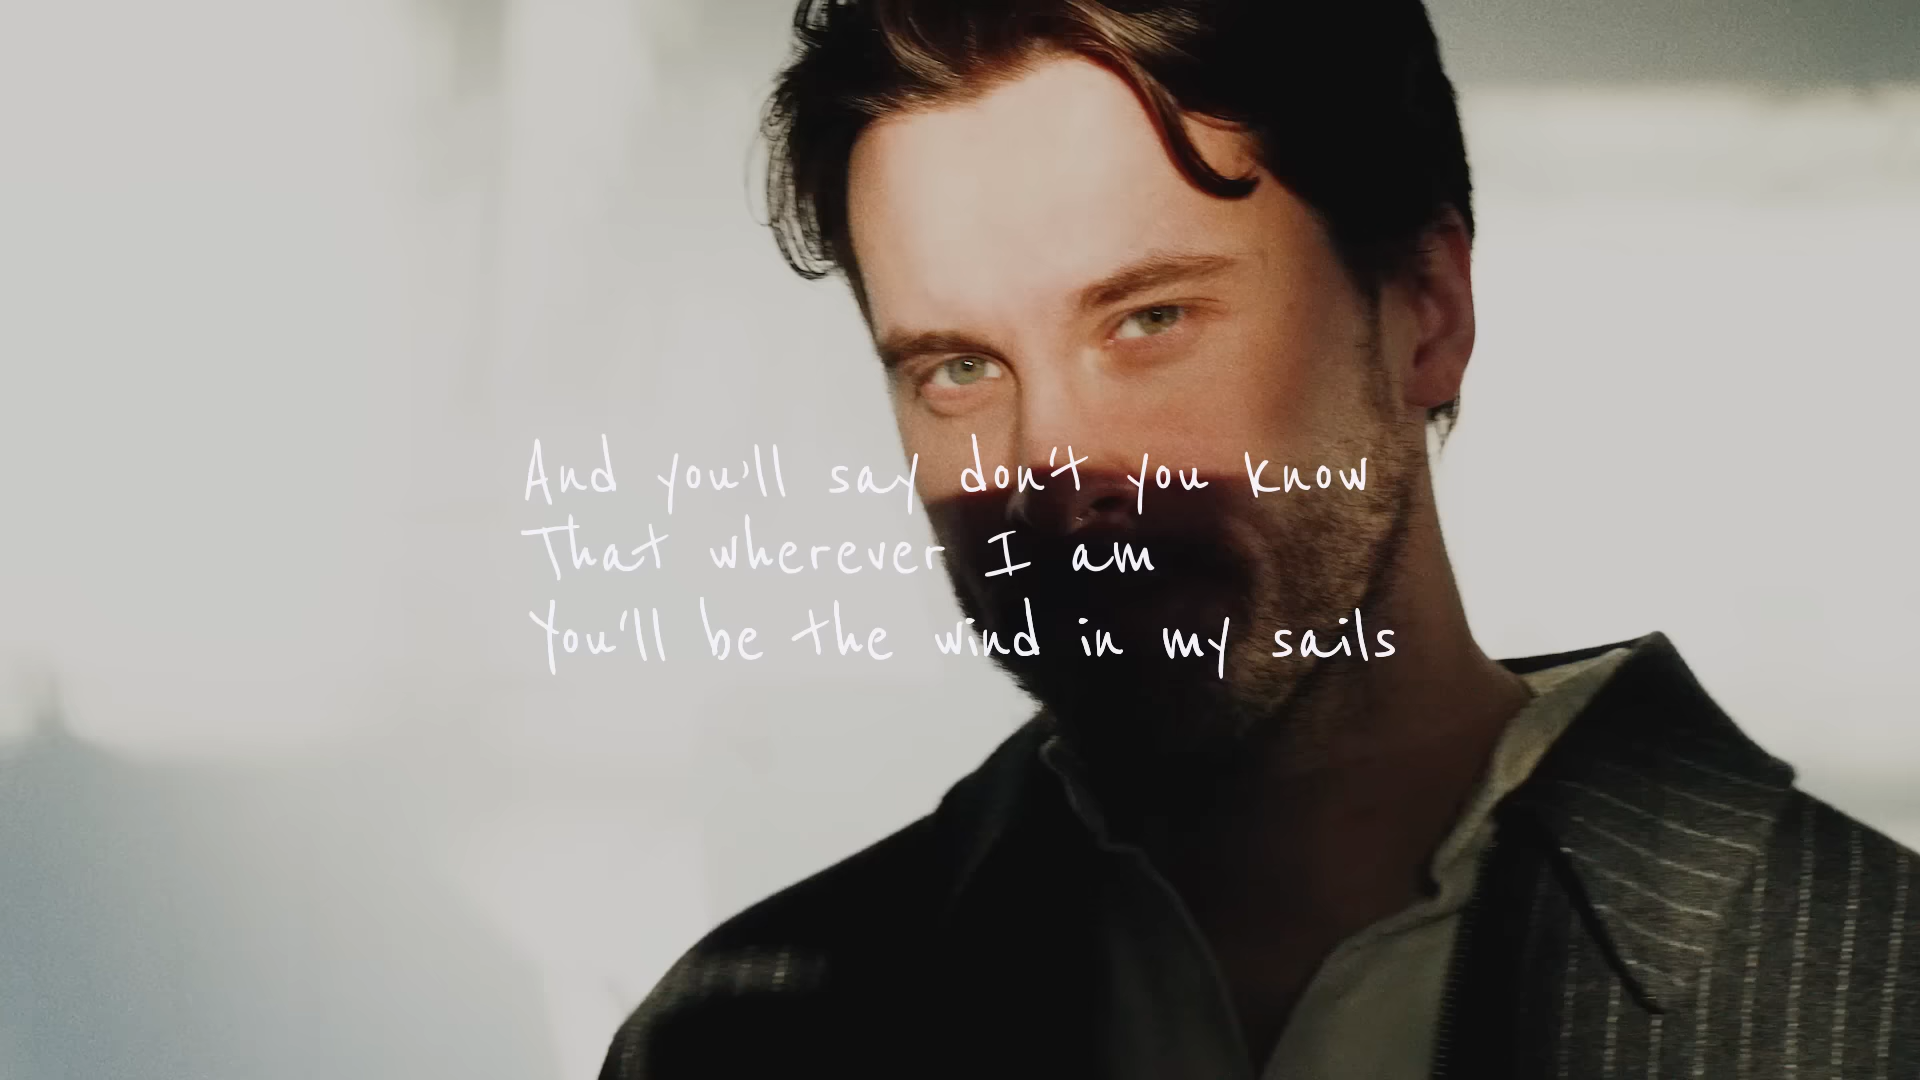 And you'll say don't you know
That wherever I am
You'll be the wind in my sails